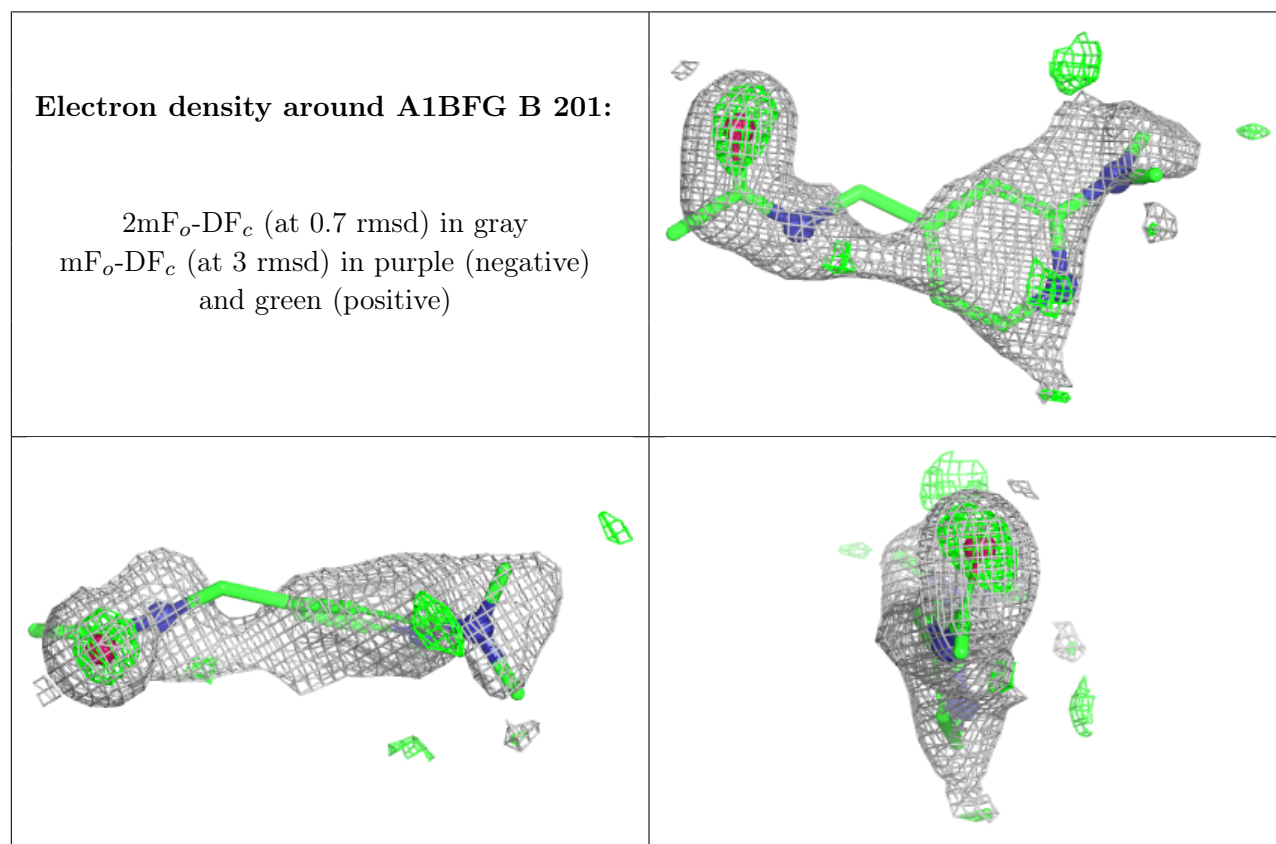 Electron density around A1BFG B 201:
2mFo-DFc (at 0.7 rmsd) in gray
mFo-DFc (at 3 rmsd) in purple (negative)
and green (positive)